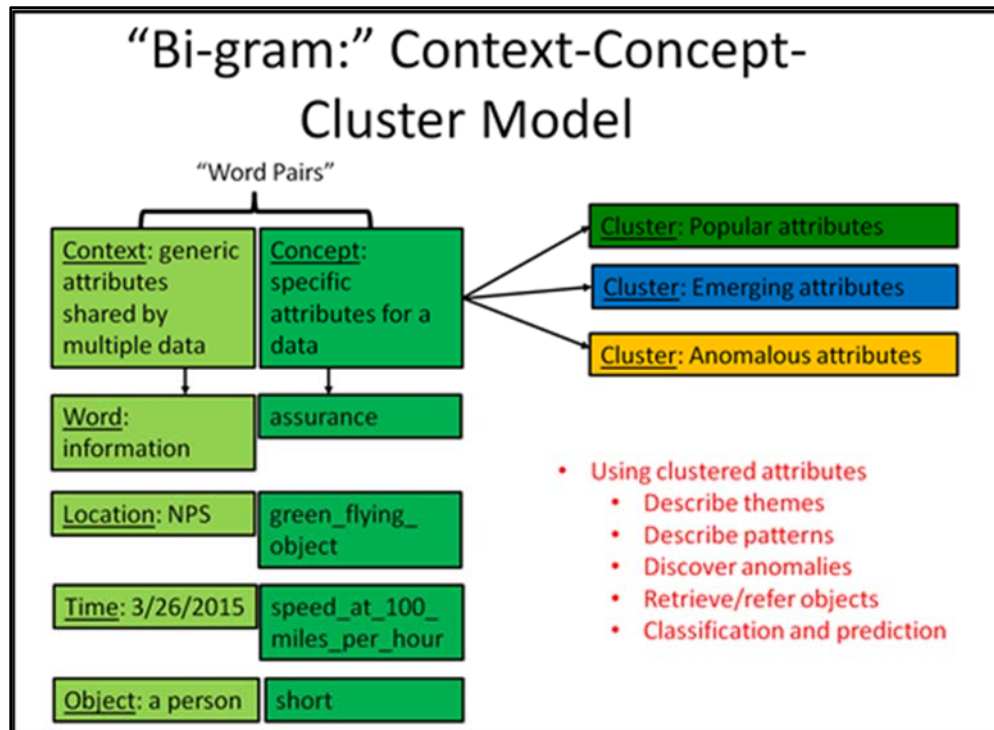 “Bi-gram:” Context-Concept-
Cluster Model
“Word Pairs”
Context: generic
attributes
shared by
multiple data
Concept:
specific
attributes for a
data
Cluster: Popular attributes
Cluster: Emerging attributes
Cluster: Anomalous attributes
Word:
information
assurance
Location: NPS
green_flying_
object
Time: 3/26/2015
speed_at_100_
miles_per_hour
Object: a person
short
• Using clustered attributes
• Describe themes
• Describe patterns
• Discover anomalies
• Retrieve/refer objects
• Classification and prediction